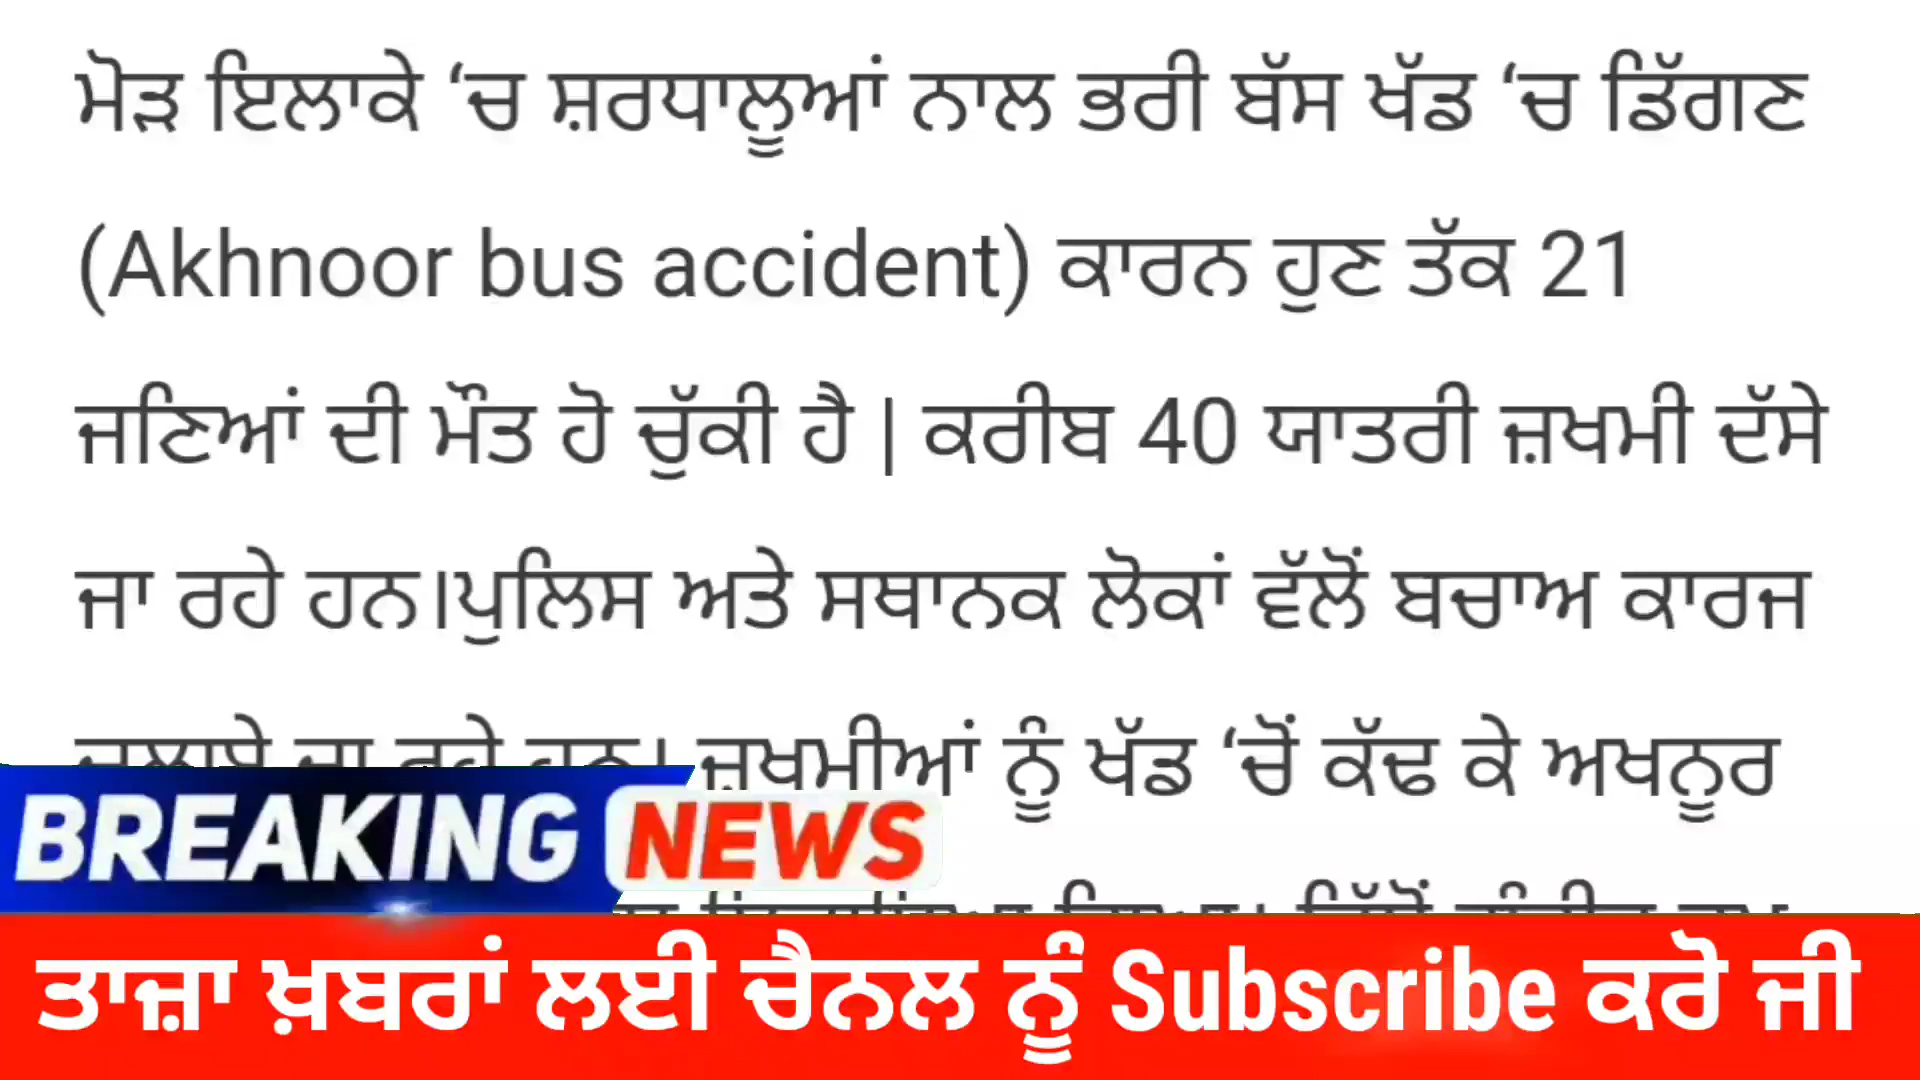 ਮੋੜ ਇਲਾਕੇ ‘ਚ ਸ਼ਰਧਾਲੂਆਂ ਨਾਲ ਭਰੀ ਬੱਸ ਖੱਡ ‘ਚ ਡਿੱਗਣ
(Akhnoor bus accident) ਕਾਰਨ ਹੁਣ ਤੱਕ 21
ਜਣਿਆਂ ਦੀ ਮੌਤ ਹੋ ਚੁੱਕੀ ਹੈ | ਕਰੀਬ 40 ਯਾਤਰੀ ਜ਼ਖਮੀ ਦੱਸੇ
ਜਾ ਰਹੇ ਹਨ।ਪੁਲਿਸ ਅਤੇ ਸਥਾਨਕ ਲੋਕਾਂ ਵੱਲੋਂ ਬਚਾਅ ਕਾਰਜ
ਜ਼ਖਮੀਆਂ ਨੂੰ ਖੱਡ ‘ਚੋਂ ਕੱਢ ਕੇ ਅਖਨੂਰ
BREAKING NEWS
ਤਾਜ਼ਾ ਖ਼ਬਰਾਂ ਲਈ ਚੈਨਲ ਨੂੰ Subscribe ਕਰੋ ਜੀ